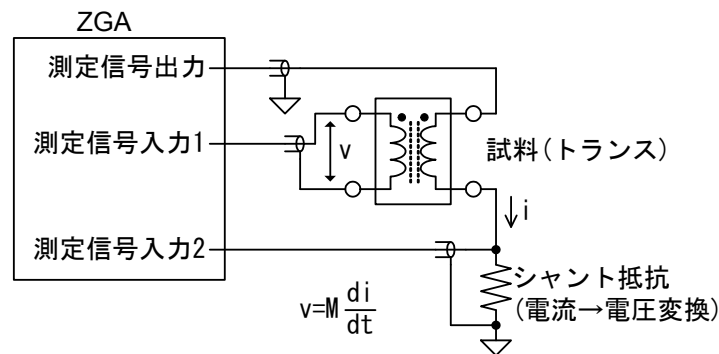 ZGA
測定信号出力
測定信号入力1
v
試料(トランス)
i
測定信号入力2
シャント抵抗
(電流→電圧変換)
v=M di/dt